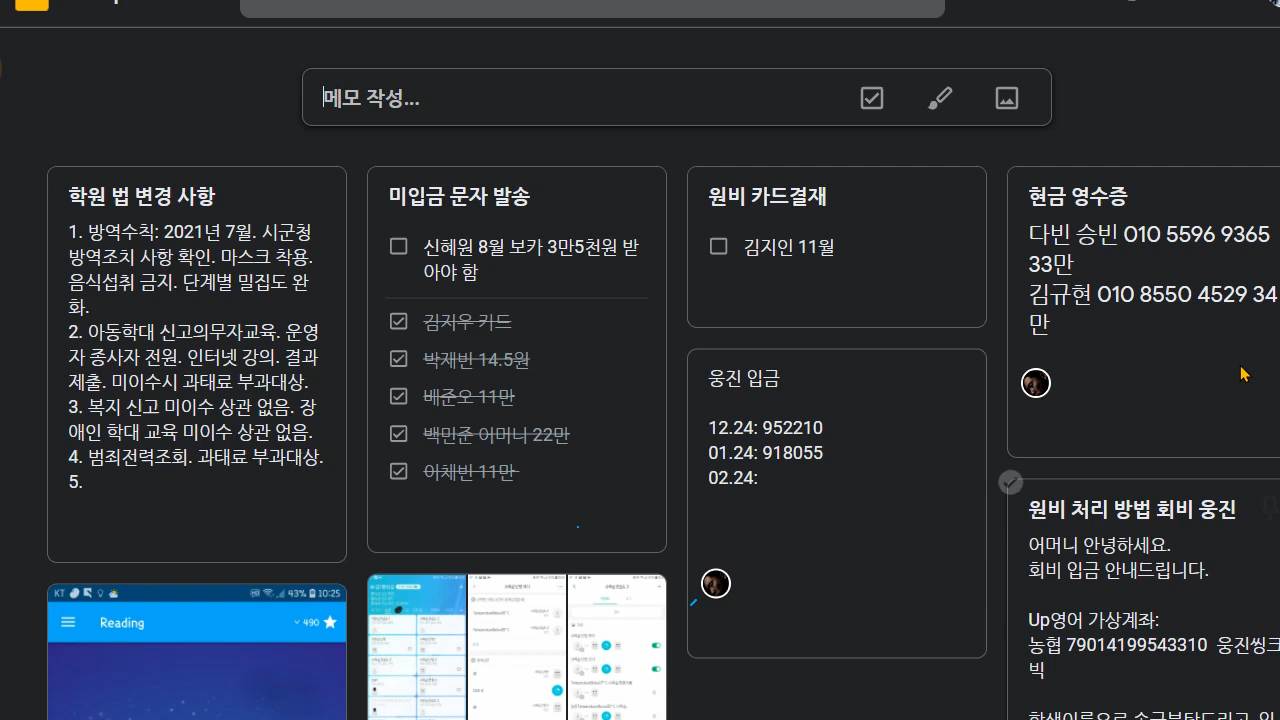 메모 작성...
학원 법 변경 사항
1. 방역수칙: 2021년 7월. 시군청
방역조치 사항 확인. 마스크 착용.
음식섭취 금지. 단계별 밀집도 완
화.
2. 아동학대 신고의무자교육. 운영
자 종사자 전원. 인터넷 강의. 결과
제출. 미이수시 과태료 부과대상.
3. 복지 신고 미이수 상관 없음. 장
애인 학대 교육 미이수 상관 없음.
4. 범죄전력조회. 과태료 부과대상.
5.
KT 43% 10:25
Reading
490
미입금 문자 발송
신혜원 8월 보카 3만5천원 받
아야 함
김지우 카드
박재빈 14.5원
배준오 11만
백민준 어머니 22만
이채빈 11만
원비 카드결재
김지인 11월
웅진 입금
12.24: 952210
01.24: 918055
02.24:
현금 영수증
다빈 승빈 010 5596 9365
33만
김규현 010 8550 4529 34
만
원비 처리 방법 회비 웅진
어머니 안녕하세요.
회비 입금 안내드립니다.
Up영어 가상계좌:
농협 79014199543310 웅진씽크
빅